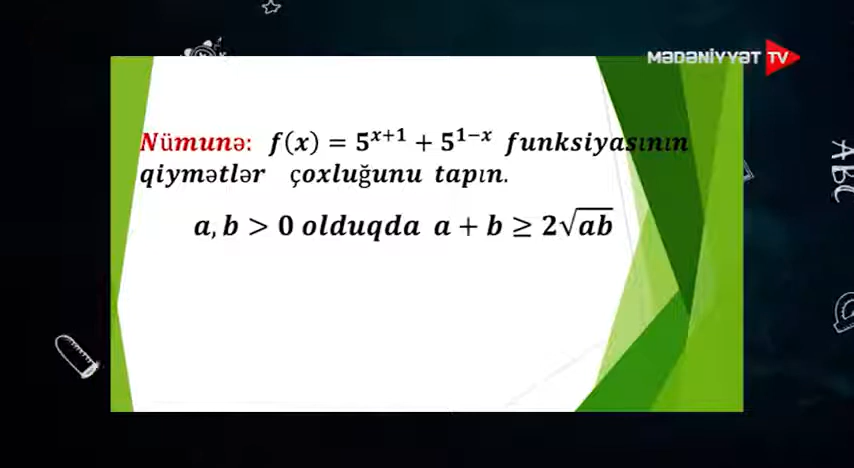 MƏDƏNİYYƏT TV
Nümunə: f(x) = 5^{x+1} + 5^{1−x} funksiyasının
qiymətlər çoxluğunu tapın.
a, b > 0 olduqda a + b ≥ 2√ab
ABC